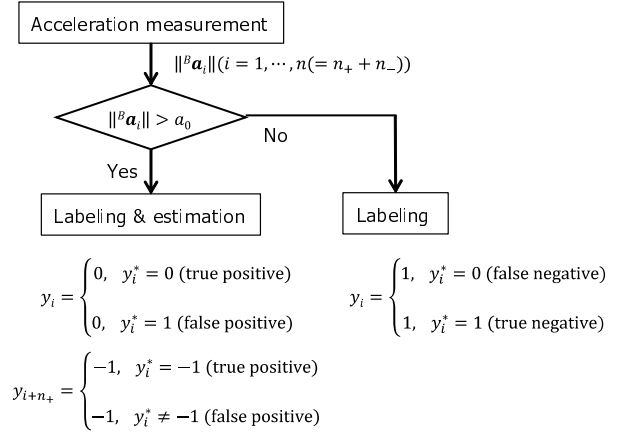 Acceleration measurement
‖ᴮ𝒂ᵢ‖(i = 1, ⋯, n(= n₊ + n₋))
‖ᴮ𝒂ᵢ‖ > a₀
No
Yes
Labeling & estimation
Labeling
yᵢ = {0, yᵢ* = 0 (true positive)
0, yᵢ* = 1 (false positive)
yᵢ = {1, yᵢ* = 0 (false negative)
1, yᵢ* = 1 (true negative)
yᵢ₊ₙ₊ = {−1, yᵢ* = −1 (true positive)
−1, yᵢ* ≠ −1 (false positive)